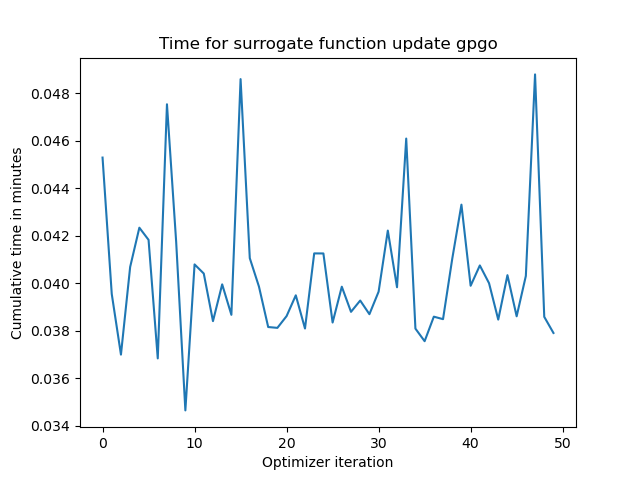 Time for surrogate function update gpgo
Cumulative time in minutes
0.048
0.046
0.044
0.042
0.040
0.038
0.036
0.034
0 10 20 30 40 50
Optimizer iteration